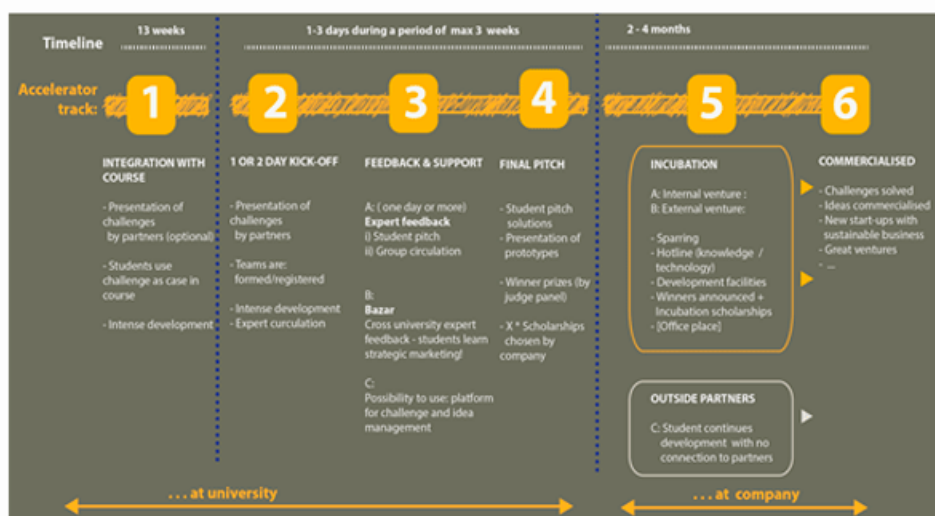 Timeline
13 weeks
1-3 days during a period of max 3 weeks
2 - 4 months
Accelerator
track:
1
2
3
4
5
6
INTEGRATION WITH
COURSE
- Presentation of
challenges
by partners (optional)
- Students use
challenge as case in
course
- Intense development
1 OR 2 DAY KICK-OFF
- Presentation of
challenges
by partners
- Teams are:
formed/registered
- Intense development
- Expert curculation
FEEDBACK & SUPPORT
A: ( one day or more)
Expert feedback
i) Student pitch
ii) Group circulation
B:
Bazar
Cross university expert
feedback - students learn
strategic marketing!
C:
Possibility to use: platform
for challenge and idea
management
FINAL PITCH
- Student pitch
solutions
- Presentation of
prototypes
- Winner prizes (by
judge panel)
- X * Scholarships
chosen by
company
INCUBATION
A: Internal venture :
B: External venture:
- Sparring
- Hotline (knowledge /
technology)
- Development facilities
- Winners announced +
Incubation scholarships
- [Office place]
OUTSIDE PARTNERS
C: Student continues
development with no
connection to partners
COMMERCIALISED
- Challenges solved
- Ideas commercialised
- New start-ups with
sustainable business
- Great ventures
- ...
. . . at university
. . . at company